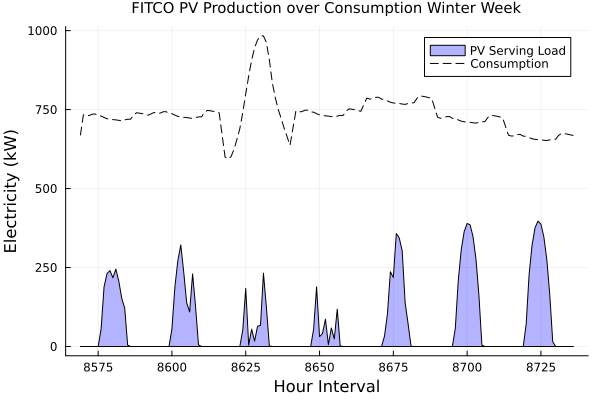 FITCO PV Production over Consumption Winter Week
PV Serving Load
Consumption
Electricity (kW)
1000
750
500
250
0
8575 8600 8625 8650 8675 8700 8725
Hour Interval